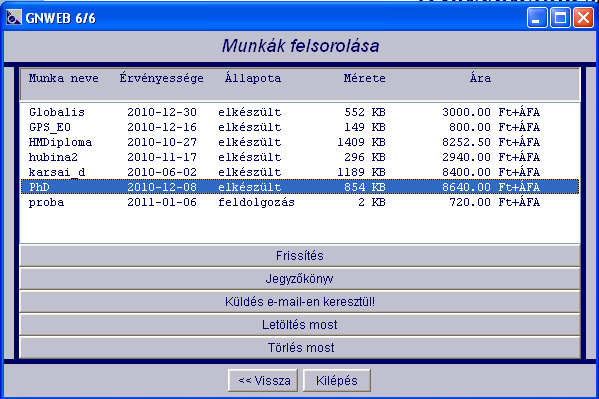 GNWEB 6/6
Munkák felsorolása
Munka neve Érvényessége Állapota Mérete Ára
Globalis 2010-12-30 elkészült 552 KB 3000.00 Ft+ÁFA
GPS_E0 2010-12-16 elkészült 149 KB 800.00 Ft+ÁFA
HMDiploma 2010-10-27 elkészült 1409 KB 8252.50 Ft+ÁFA
hubina2 2010-11-17 elkészült 296 KB 2940.00 Ft+ÁFA
karsai_d 2010-06-02 elkészült 1189 KB 8400.00 Ft+ÁFA
PhD 2010-12-08 elkészült 854 KB 8640.00 Ft+ÁFA
proba 2011-01-06 feldolgozás 2 KB 720.00 Ft+ÁFA
Frissítés
Jegyzőkönyv
Küldés e-mail-en keresztül!
Letöltés most
Törlés most
<< Vissza Kilépés